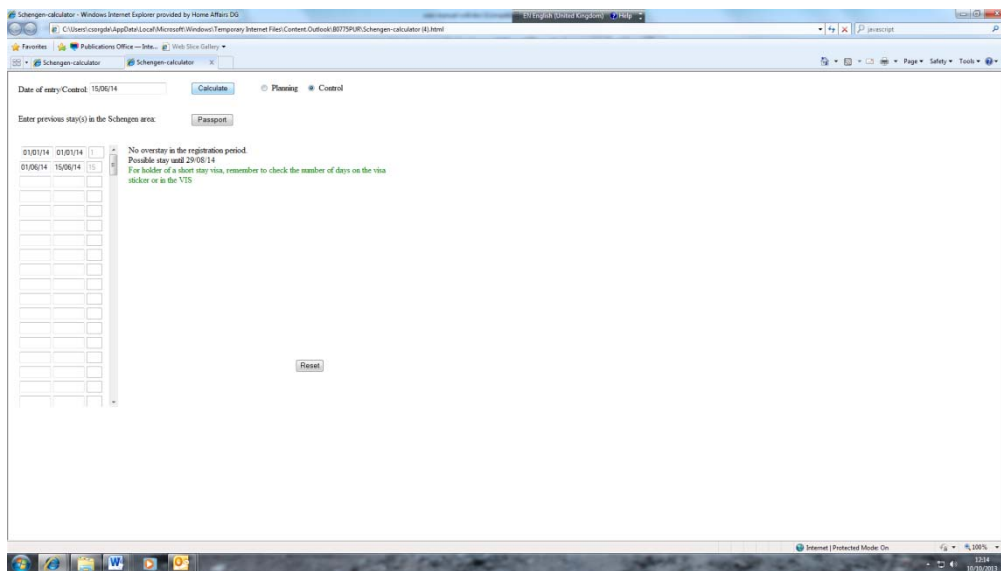 Schengen-calculator - Windows Internet Explorer provided by Home Affairs DG
EN English (United Kingdom) Help
C:\Users\csorgda\AppData\Local\Microsoft\Windows\Temporary Internet Files\Content.Outlook\B0775PUR\Schengen-calculator (4).html
javascript
Favorites Publications Office — Inte... Web Slice Gallery
Schengen-calculator Schengen-calculator X Page Safety Tools
Date of entry/Control: 15/06/14 Calculate Planning Control
Enter previous stay(s) in the Schengen area: Passport
01/01/14 01/01/14 1 No overstay in the registration period.
Possible stay until 29/08/14
01/06/14 15/06/14 15 For holder of a short stay visa, remember to check the number of days on the visa
sticker or in the VIS
Reset
Internet | Protected Mode: On 100%
12:14
10/10/2013